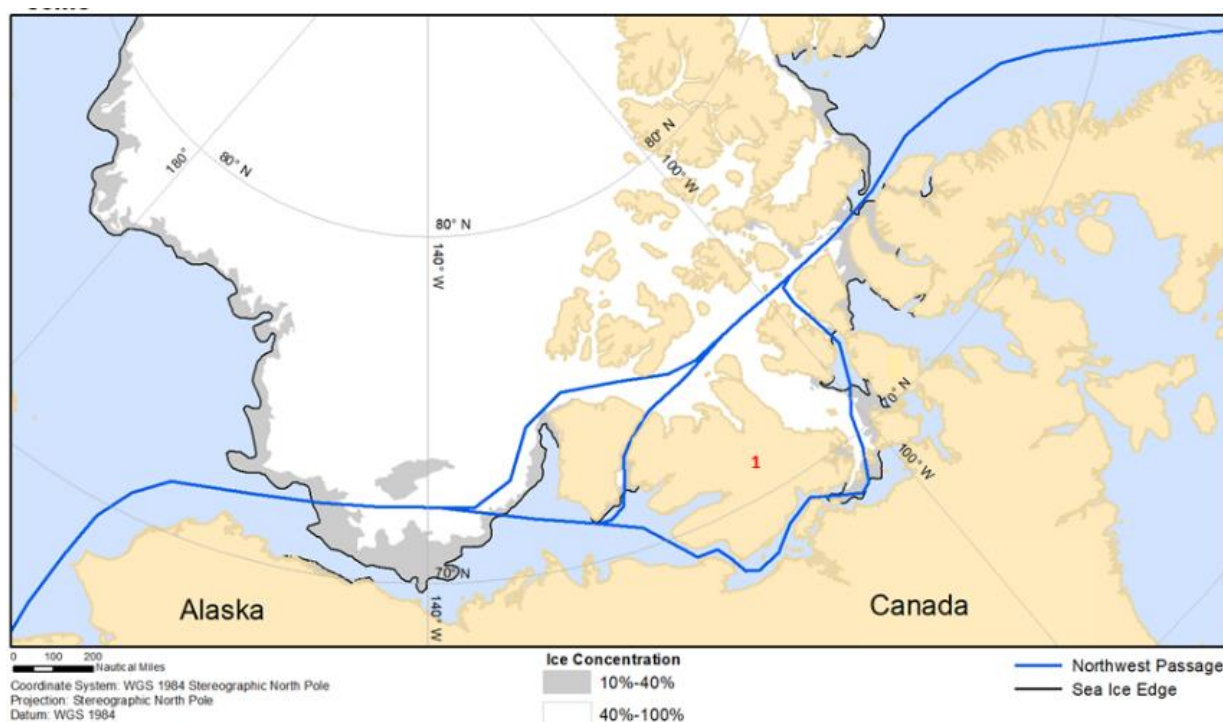 180°
80° N
80° N
140° W
80° N
100° W
1
70° N
100° W
70° N
140° W
Alaska
Canada
0 100 200
Nautical Miles
Coordinate System: WGS 1984 Stereographic North Pole
Projection: Stereographic North Pole
Datum: WGS 1984
Ice Concentration
10%-40%
40%-100%
Northwest Passage
Sea Ice Edge